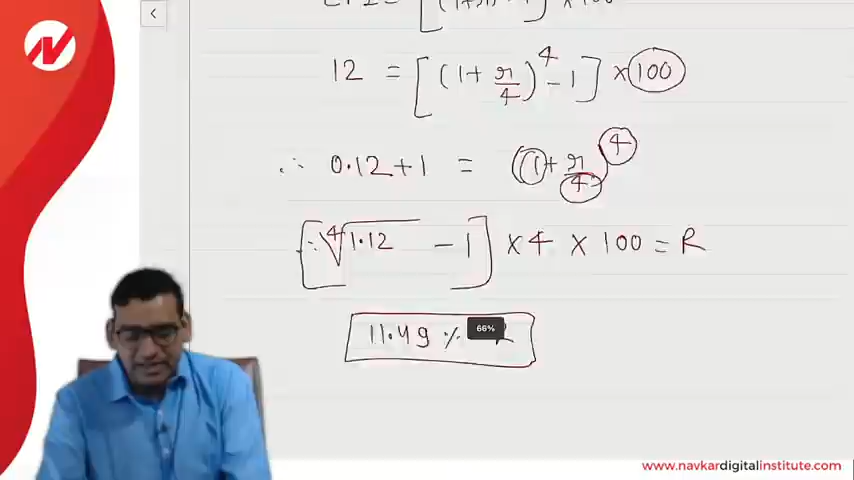 12 = [(1+ r/4)^4 - 1] × 100
∴ 0.12+1 = (1+ r/4)^4
[∴ ∜1.12 - 1] × 4 × 100 = R
11.49 % R
66%
www.navkardigitalinstitute.com